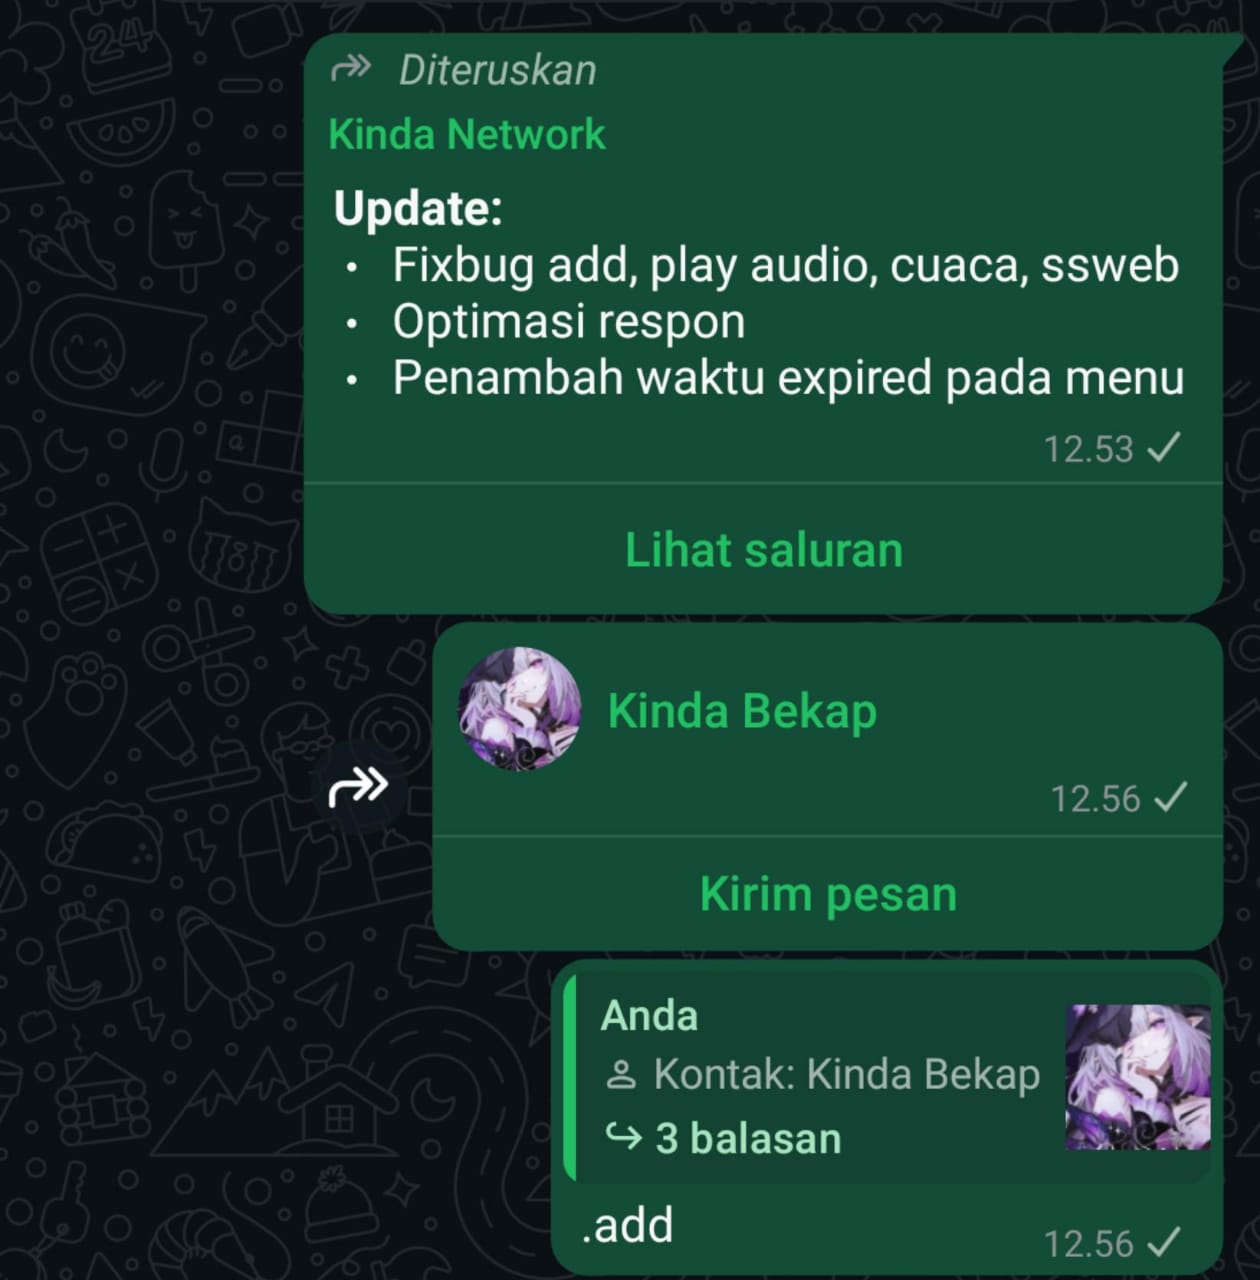 Diteruskan
Kinda Network
Update:
• Fixbug add, play audio, cuaca, ssweb
• Optimasi respon
• Penambah waktu expired pada menu
12.53
Lihat saluran
Kinda Bekap
12.56
Kirim pesan
Anda
Kontak: Kinda Bekap
3 balasan
.add
12.56